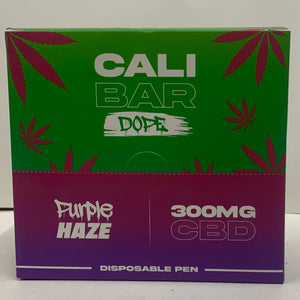 CALI
BAR
DOPE
Purple 300MG
HAZE CBD
DISPOSABLE PEN